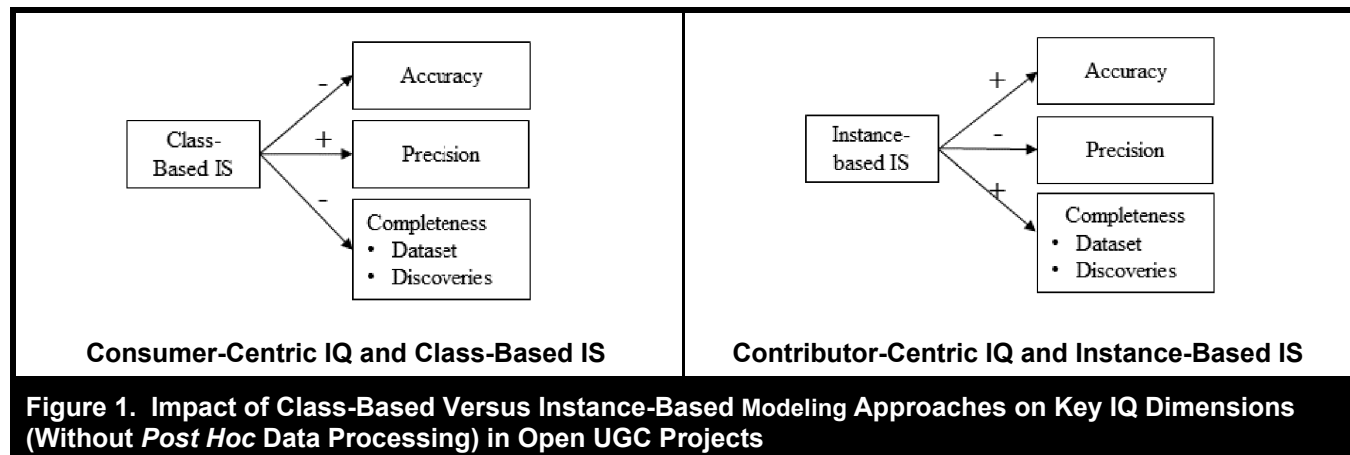 Class-
Based IS
-
+
-
Accuracy
Precision
Completeness
• Dataset
• Discoveries
Consumer-Centric IQ and Class-Based IS
Instance-
based IS
+
-
+
Accuracy
Precision
Completeness
• Dataset
• Discoveries
Contributor-Centric IQ and Instance-Based IS
Figure 1. Impact of Class-Based Versus Instance-Based Modeling Approaches on Key IQ Dimensions
(Without Post Hoc Data Processing) in Open UGC Projects